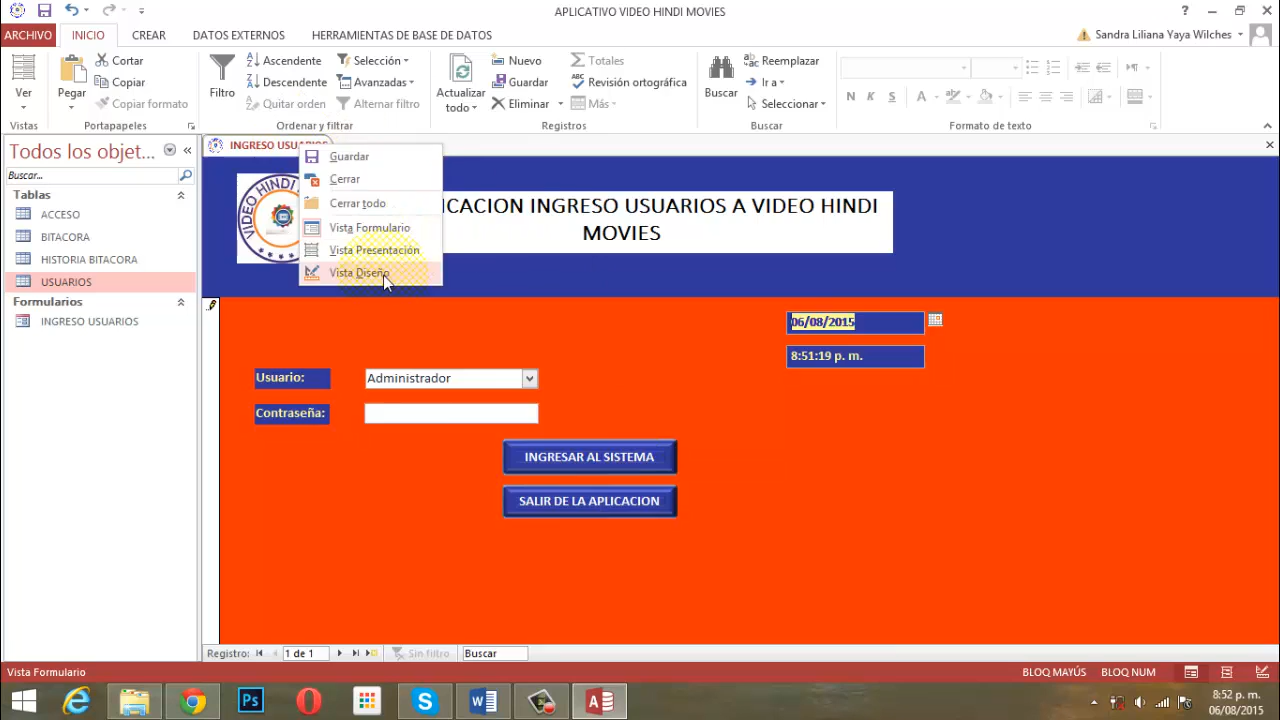 APLICATIVO VIDEO HINDI MOVIES
?
ARCHIVO INICIO CREAR DATOS EXTERNOS HERRAMIENTAS DE BASE DE DATOS
Sandra Liliana Yaya Wilches
Ver
Vistas
Pegar
Cortar
Copiar
Copiar formato
Portapapeles
Filtro
Ascendente
Descendente
Quitar orden
Selección
Avanzadas
Alternar filtro
Ordenar y filtrar
Actualizar
todo
Nuevo
Guardar
Eliminar
Totales
Revisión ortográfica
Más
Registros
Buscar
Reemplazar
Ir a
Seleccionar
Buscar
N K S A
Formato de texto
Todos los objet...
Buscar...
Tablas
ACCESO
BITACORA
HISTORIA BITACORA
USUARIOS
Formularios
INGRESO USUARIOS
INGRESO USUARIOS
Guardar
Cerrar
Cerrar todo
Vista Formulario
Vista Presentación
Vista Diseño
VIDEO HINDI
ICACION INGRESO USUARIOS A VIDEO HINDI
MOVIES
06/08/2015
8:51:19 p. m.
Usuario: Administrador
Contraseña:
INGRESAR AL SISTEMA
SALIR DE LA APLICACION
Registro: 1 de 1 Sin filtro Buscar
Vista Formulario
BLOQ MAYÚS BLOQ NUM
Ps
8:52 p. m.
06/08/2015